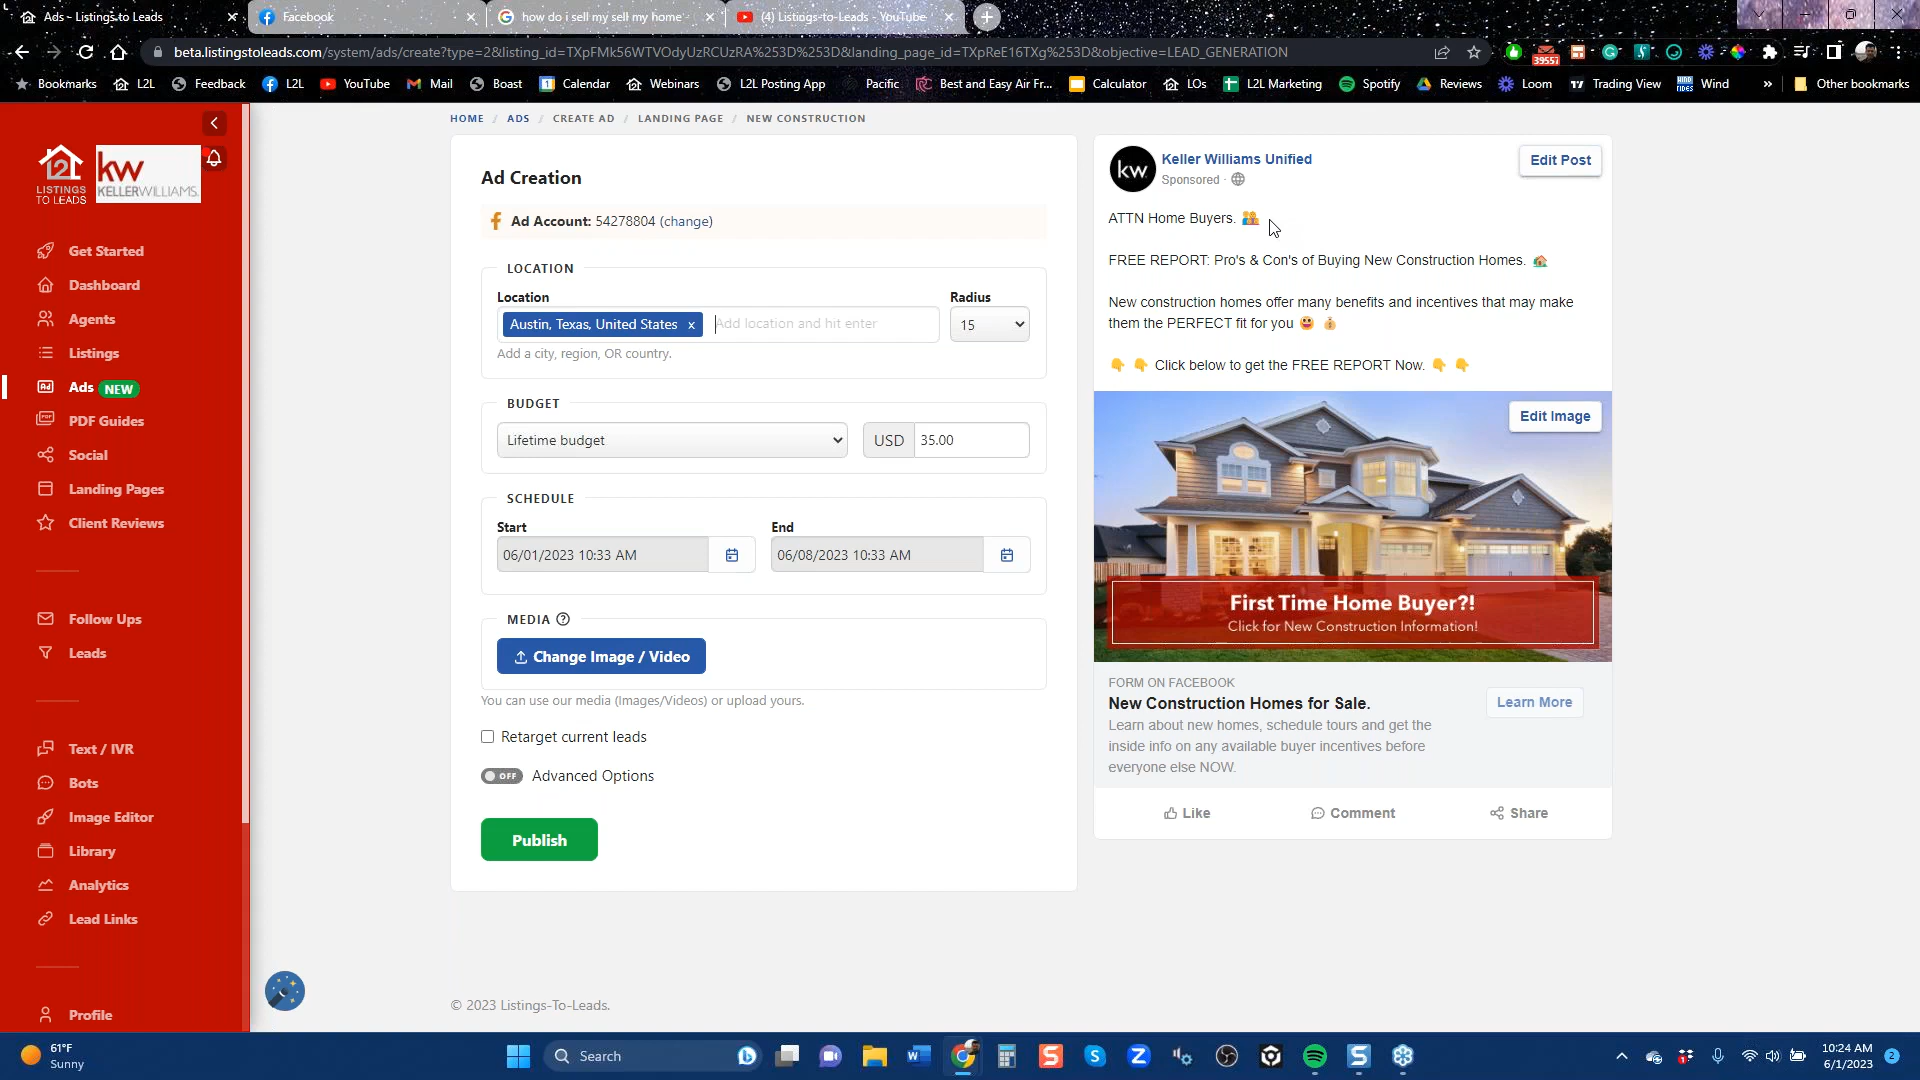 Ads - Listings to Leads
Facebook
how do i sell my sell my home
(4) Listings-to-Leads - YouTube
beta.listingstoleads.com/system/ads/create?type=2&listing_id=TXpFMk56WTVOdyUzRCUzRA%253D%253D&landing_page_id=TXpReE16TXg%253D&objective=LEAD_GENERATION
39557
Bookmarks
L2L
Feedback
L2L
YouTube
Mail
Boast
Calendar
Webinars
L2L Posting App
Pacific
Best and Easy Air Fr...
Calculator
LOs
L2L Marketing
Spotify
Reviews
Loom
Trading View
Wind
»
Other bookmarks
LISTINGS TO LEADS
kw
KELLERWILLIAMS.
Get Started
Dashboard
Agents
Listings
Ads NEW
PDF Guides
Social
Landing Pages
Client Reviews
Follow Ups
Leads
Text / IVR
Bots
Image Editor
Library
Analytics
Lead Links
Profile
HOME / ADS / CREATE AD / LANDING PAGE / NEW CONSTRUCTION
Ad Creation
Ad Account: 54278804 (change)
LOCATION
Location
Radius
Austin, Texas, United States x
Add location and hit enter
15
Add a city, region, OR country.
BUDGET
Lifetime budget
USD 35.00
SCHEDULE
Start
End
06/01/2023 10:33 AM
06/08/2023 10:33 AM
MEDIA
Change Image / Video
You can use our media (Images/Videos) or upload yours.
Retarget current leads
OFF Advanced Options
Publish
© 2023 Listings-To-Leads.
kw
Keller Williams Unified
Sponsored ·
Edit Post
ATTN Home Buyers. 👫
FREE REPORT: Pro's & Con's of Buying New Construction Homes. 🏡
New construction homes offer many benefits and incentives that may make
them the PERFECT fit for you 😀 💰
👇 👇 Click below to get the FREE REPORT Now. 👇 👇
Edit Image
First Time Home Buyer?!
Click for New Construction Information!
FORM ON FACEBOOK
New Construction Homes for Sale.
Learn about new homes, schedule tours and get the
inside info on any available buyer incentives before
everyone else NOW.
Learn More
Like
Comment
Share
61°F
Sunny
Search
10:24 AM
6/1/2023
2